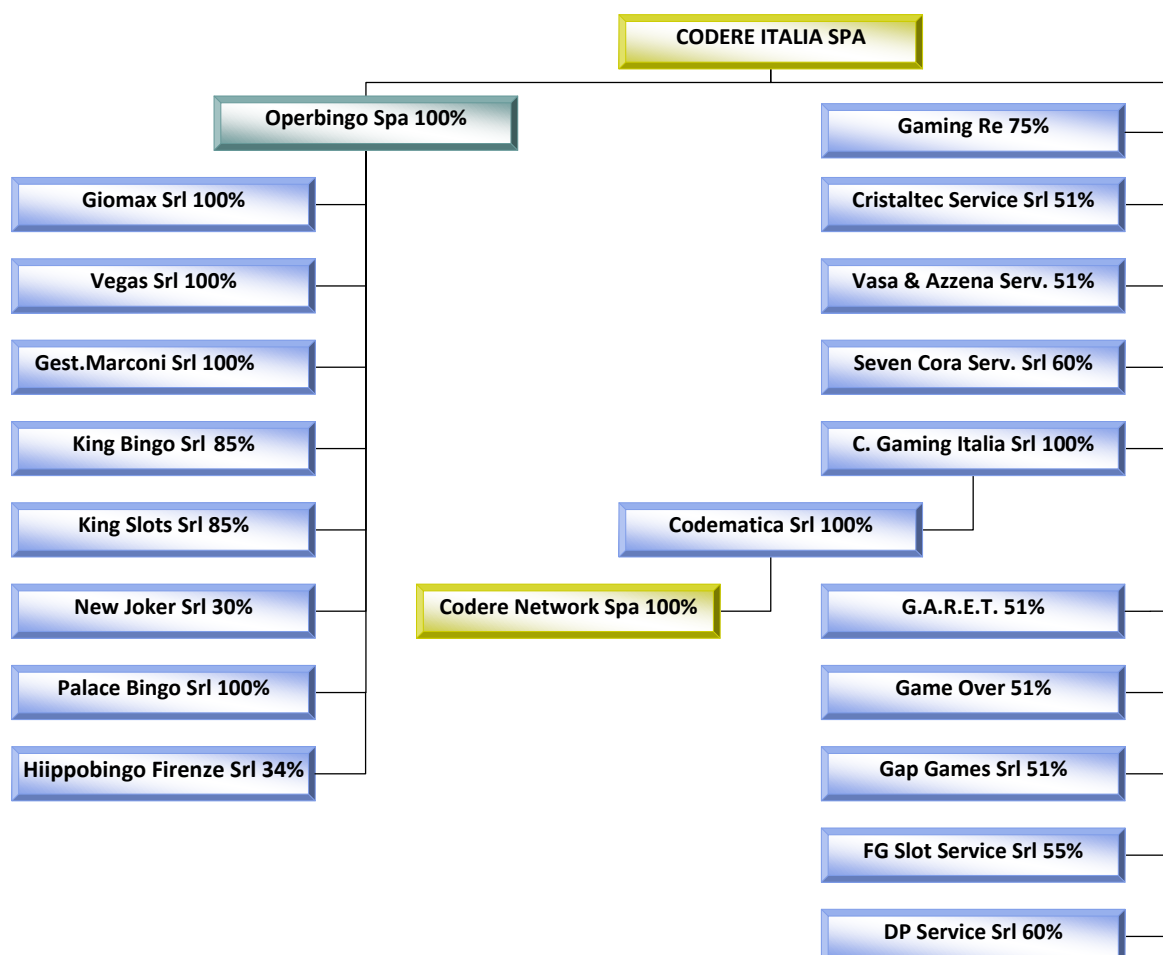 CODERE ITALIA SPA
Operbingo Spa 100%
Giomax Srl 100%
Vegas Srl 100%
Gest.Marconi Srl 100%
King Bingo Srl 85%
King Slots Srl 85%
New Joker Srl 30%
Palace Bingo Srl 100%
Hiippobingo Firenze Srl 34%
Gaming Re 75%
Cristaltec Service Srl 51%
Vasa & Azzena Serv. 51%
Seven Cora Serv. Srl 60%
C. Gaming Italia Srl 100%
Codematica Srl 100%
Codere Network Spa 100%
G.A.R.E.T. 51%
Game Over 51%
Gap Games Srl 51%
FG Slot Service Srl 55%
DP Service Srl 60%